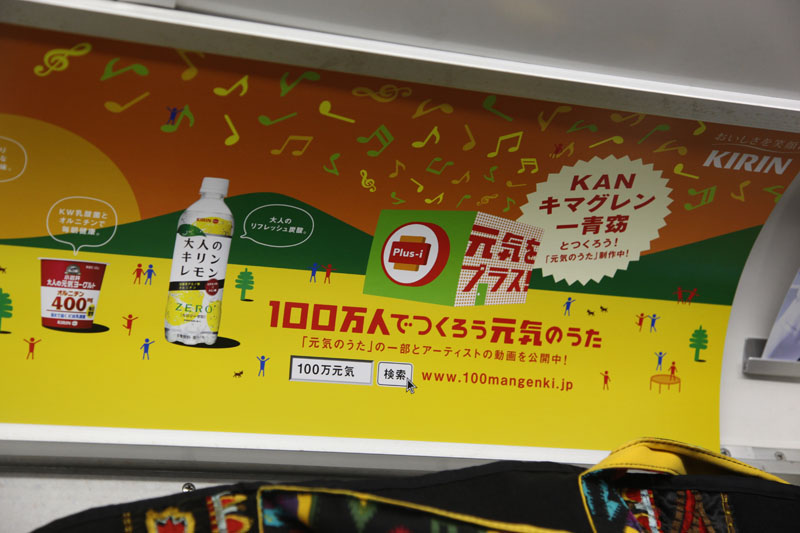 おいしさを笑顔
KIRIN
KAN
キマグレン
一青窈
とつくろう!
「元気のうた」制作中!
KW乳酸菌と
オルニチンで
毎朝健康。
大人の
リフレッシュ炭酸。
KIRIN
大人の
キリン
レモン
ZERO
小岩井
大人の元気ヨーグルト
オルニチン
400
KIRIN
Plus-i
元気を
プラス!
100万人でつくろう元気のうた
「元気のうた」の一部とアーティストの動画を公開中!
100万元気
検索
www.100mangenki.jp